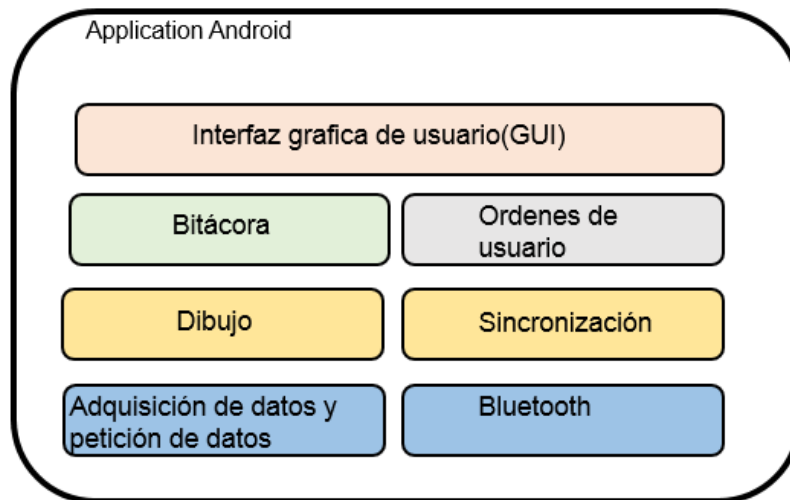 Application Android
Interfaz grafica de usuario(GUI)
Bitácora
Ordenes de
usuario
Dibujo
Sincronización
Adquisición de datos y
petición de datos
Bluetooth